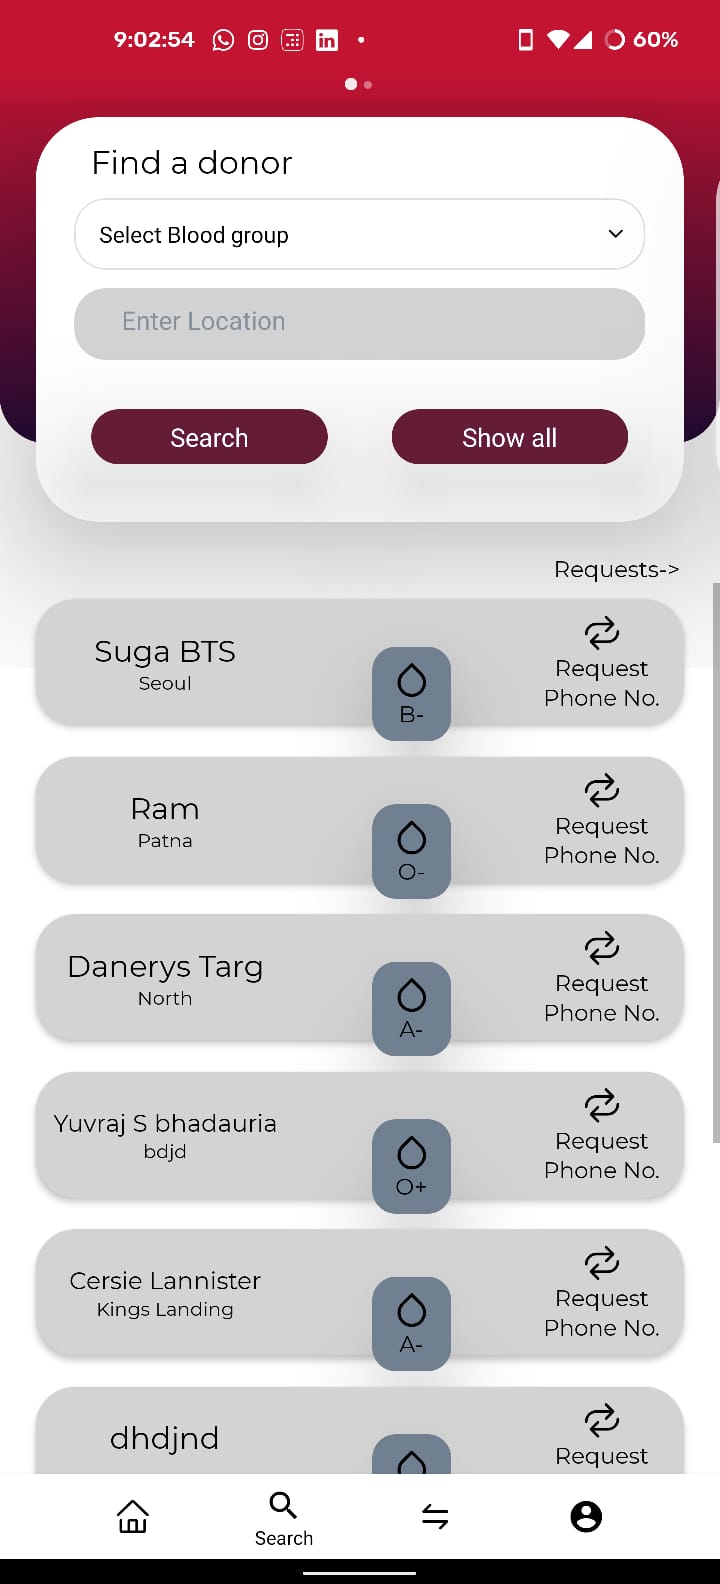 9:02:54
60%
Find a donor
Select Blood group
Enter Location
Search
Show all
Requests->
Suga BTS
Seoul
B-
Request
Phone No.
Ram
Patna
O-
Request
Phone No.
Danerys Targ
North
A-
Request
Phone No.
Yuvraj S bhadauria
bdjd
O+
Request
Phone No.
Cersie Lannister
Kings Landing
A-
Request
Phone No.
dhdjnd
Request
Search